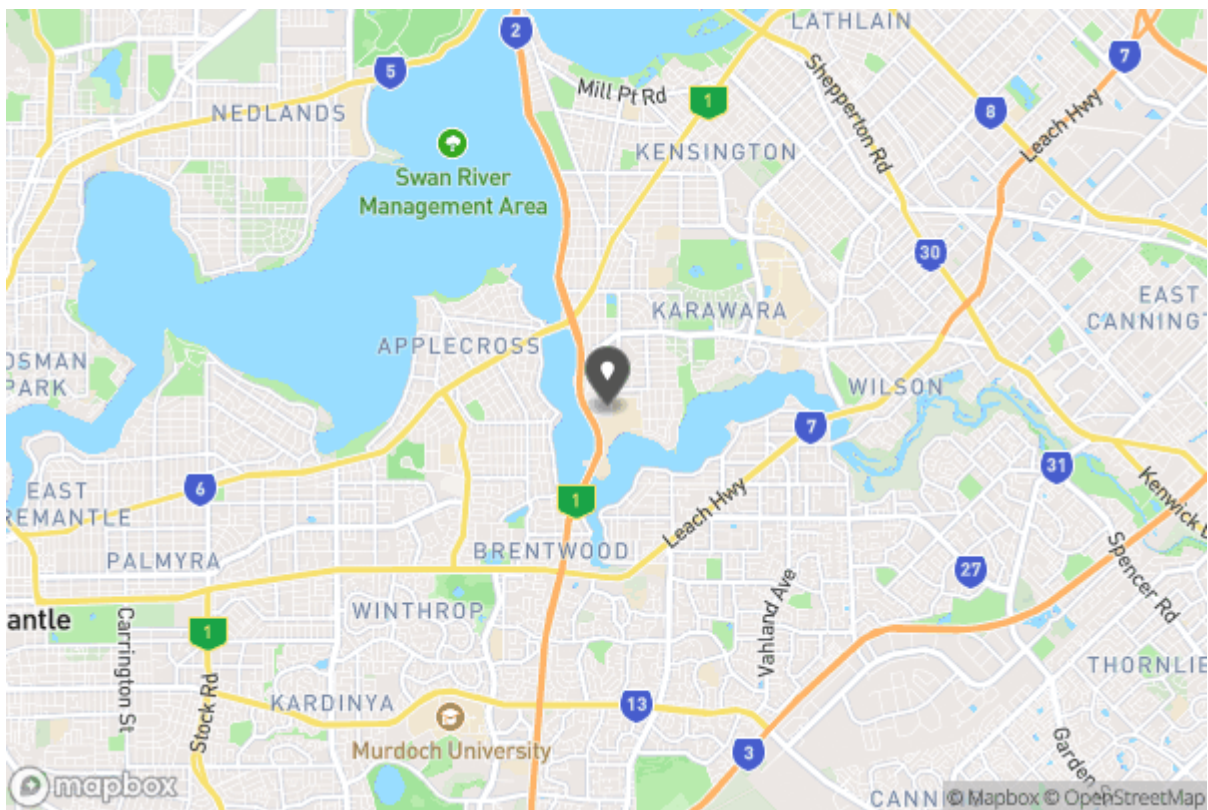 LATHLAIN
2
7
5
Mill Pt Rd
1
8
NEDLANDS
Shepperton Rd
Leach Hwy
KENSINGTON
Swan River
Management Area
30
EAST
CANNINGT
KARAWARA
APPLECROSS
OSMAN
PARK
WILSON
7
31
6
EAST
REMANTLE
1
Leach Hwy
Kenwick
BRENTWOOD
PALMYRA
27
Spencer Rd
Vahland Ave
WINTHROP
antle
1
Carrington St
THORNLIE
KARDINYA
13
Stock Rd
Murdoch University
3
Garden S
mapbox
CANN
© Mapbox © OpenStreetMap